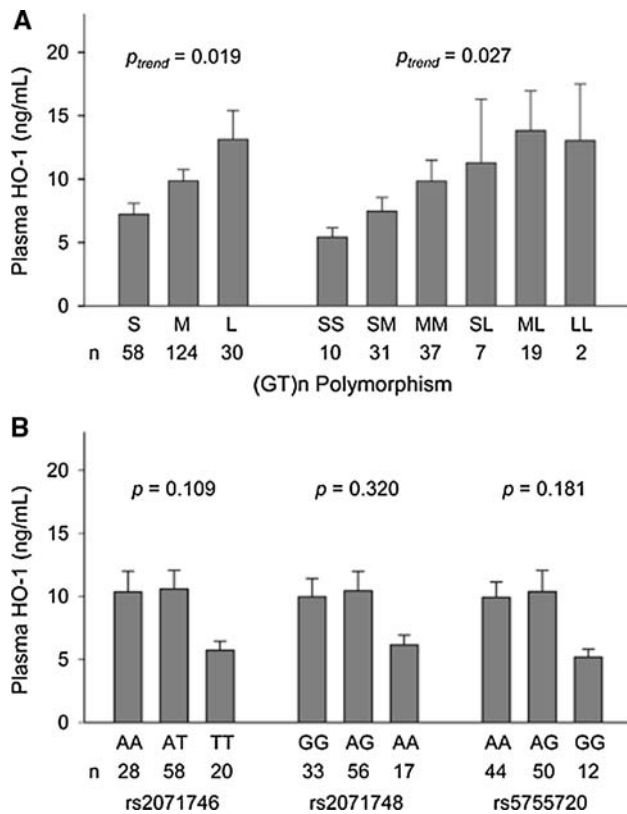 A
Plasma HO-1 (ng/mL)
20
15
10
5
0
p_trend = 0.019
p_trend = 0.027
S M L SS SM MM SL ML LL
n 58 124 30 10 31 37 7 19 2
(GT)n Polymorphism
B
Plasma HO-1 (ng/mL)
20
15
10
5
0
p = 0.109
p = 0.320
p = 0.181
AA AT TT GG AG AA AA AG GG
n 28 58 20 33 56 17 44 50 12
rs2071746 rs2071748 rs5755720